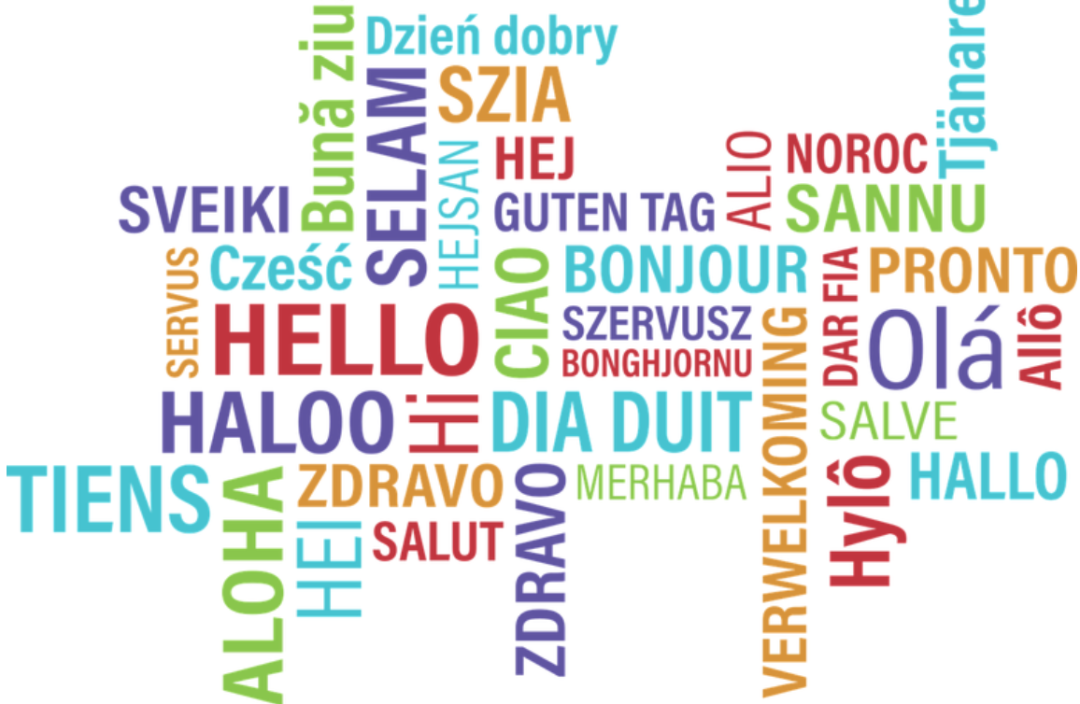 Bună ziu
Dzień dobry
Tjänare
SELAM
SZIA
HEJSAN
HEJ
ALIO
NOROC
SVEIKI
GUTEN TAG
SANNU
SERVUS
Cześć
CIAO
BONJOUR
DAR FIA
PRONTO
HELLO
SZERVUSZ
VERWELKOMING
Olá
Allô
BONGHJORNU
HALOO
Hi
DIA DUIT
SALVE
TIENS
ALOHA
ZDRAVO
ZDRAVO
MERHABA
Hylô
HALLO
HEI
SALUT